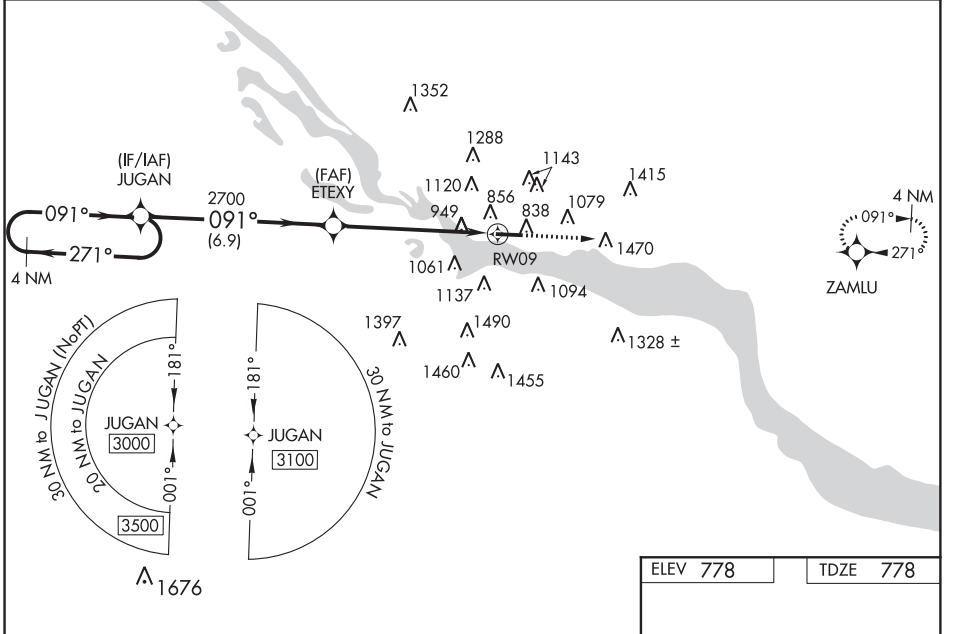 1352
1288
1143
(IF/IAF)
JUGAN
(FAF)
ETEXY
1120
1415
856
1079
2700
091°
091°
(6.9)
949
838
4 NM
091°
271°
1470
271°
4 NM
RW09
1061
ZAMLU
1137
1094
1397
1490
1328 ±
1460
1455
30 NM to JUGAN (NoPT)
20 NM to JUGAN
181°
JUGAN
3000
001°
3500
181°
JUGAN
3100
001°
30 NM to JUGAN
1676
ELEV 778
TDZE 778